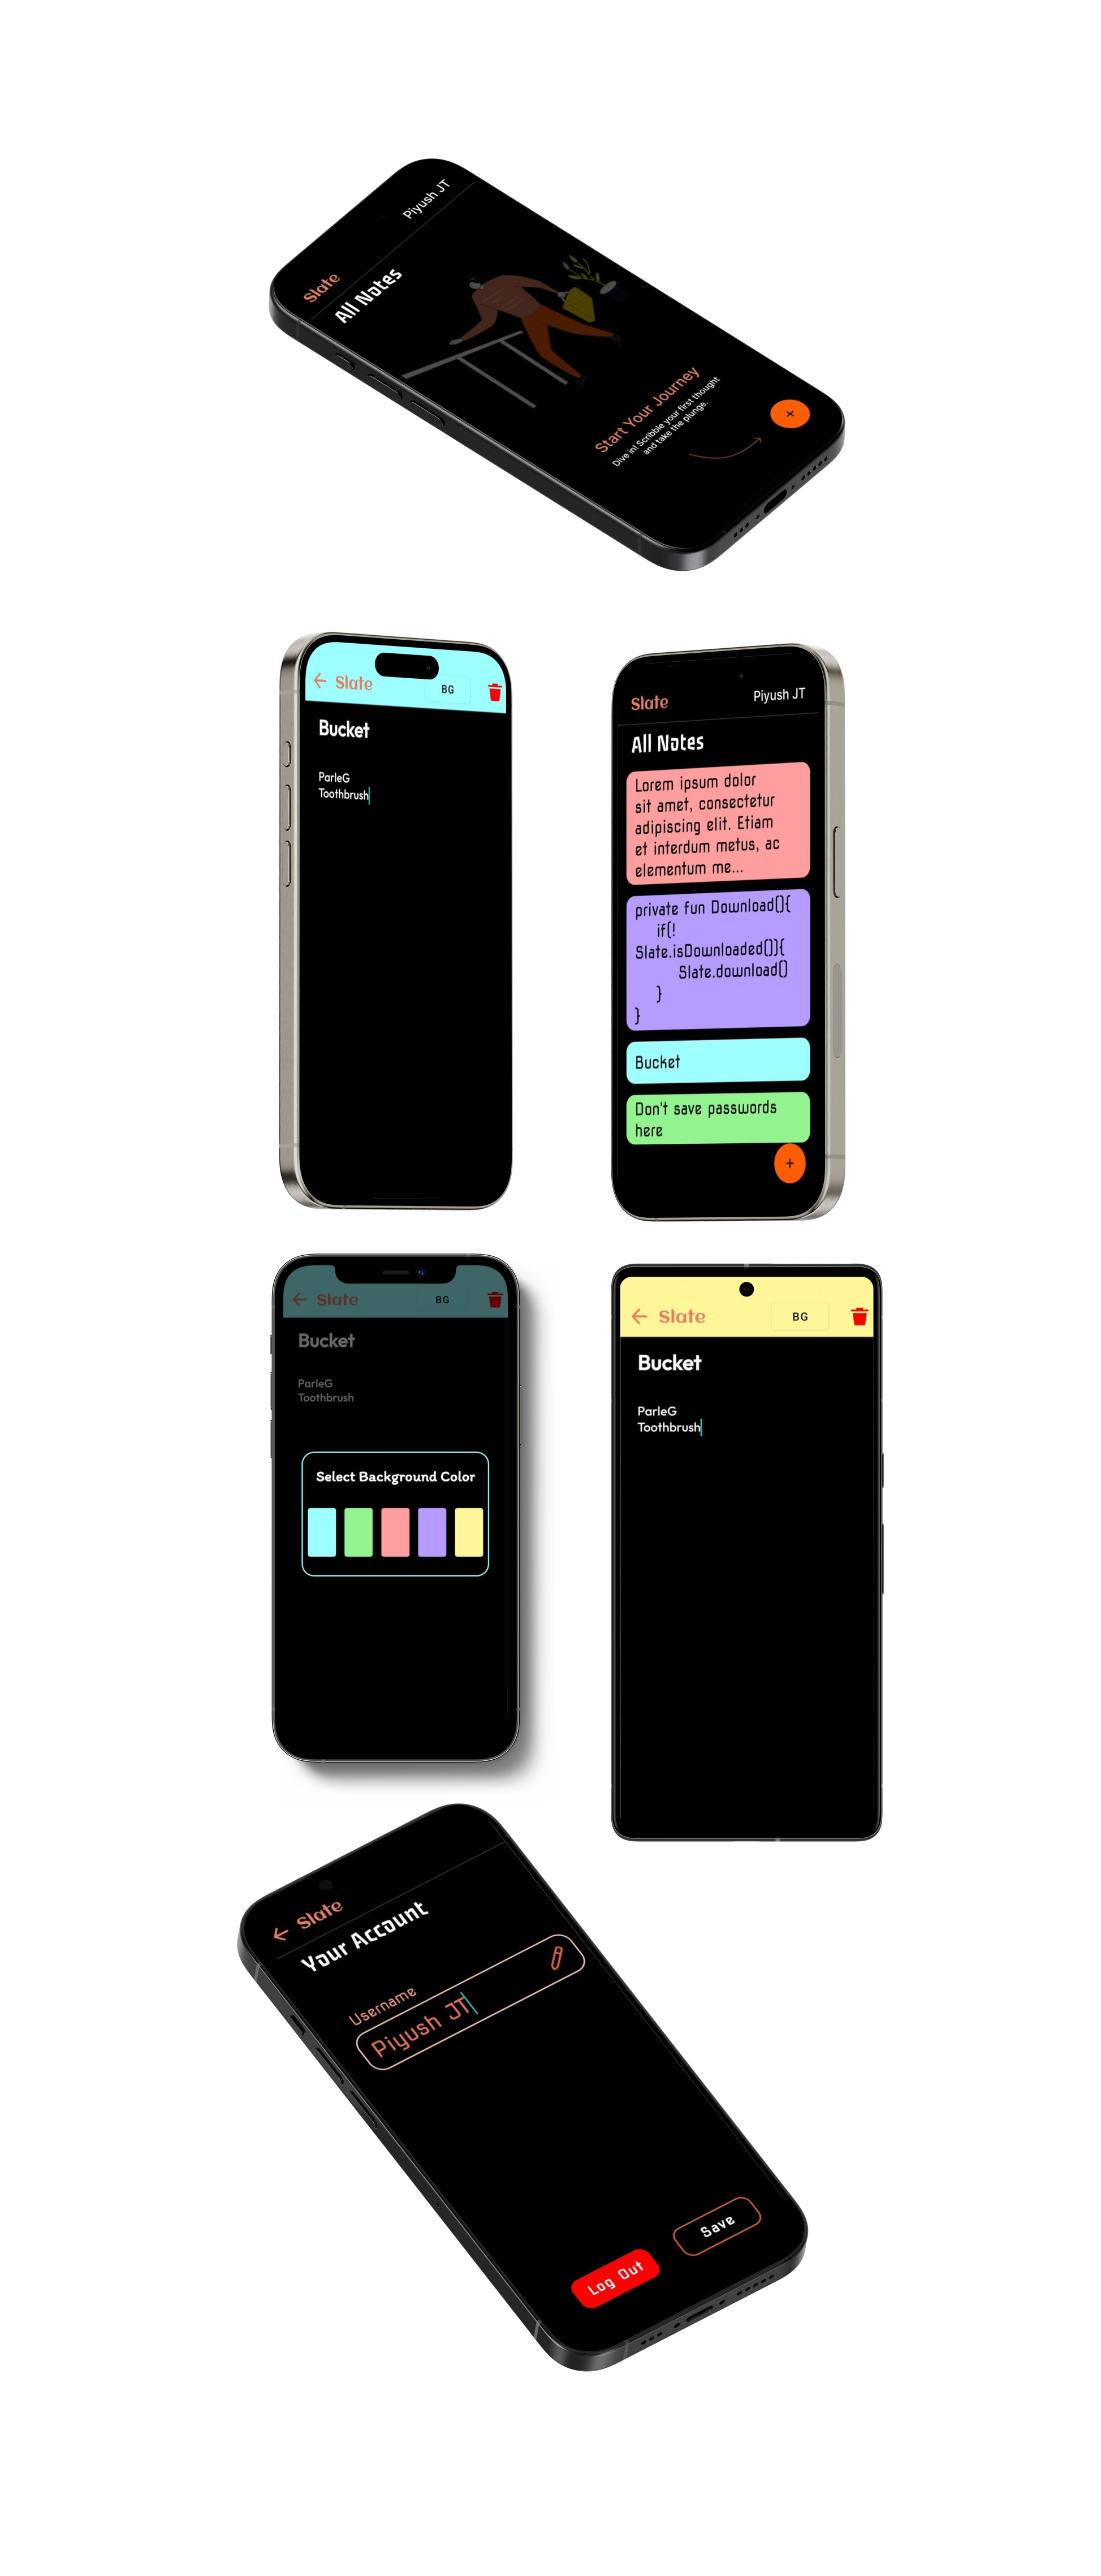 Slate
Piyush JT
All Notes
Start Your Journey
Dive in! Scribble your first thought
and take the plunge.
Slate
BG
Bucket
ParleG
Toothbrush
Slate
Piyush JT
All Notes
Lorem ipsum dolor
sit amet, consectetur
adipiscing elit. Etiam
et interdum metus, ac
elementum me...
private fun Download(){
if(!
Slate.isDownloaded()){
Slate.download()
}
}
Bucket
Don't save passwords
here
+
Slate
BG
Bucket
ParleG
Toothbrush
Select Background Color
Slate
BG
Bucket
ParleG
Toothbrush
Slate
Your Account
Username
Piyush JT
Save
Log Out